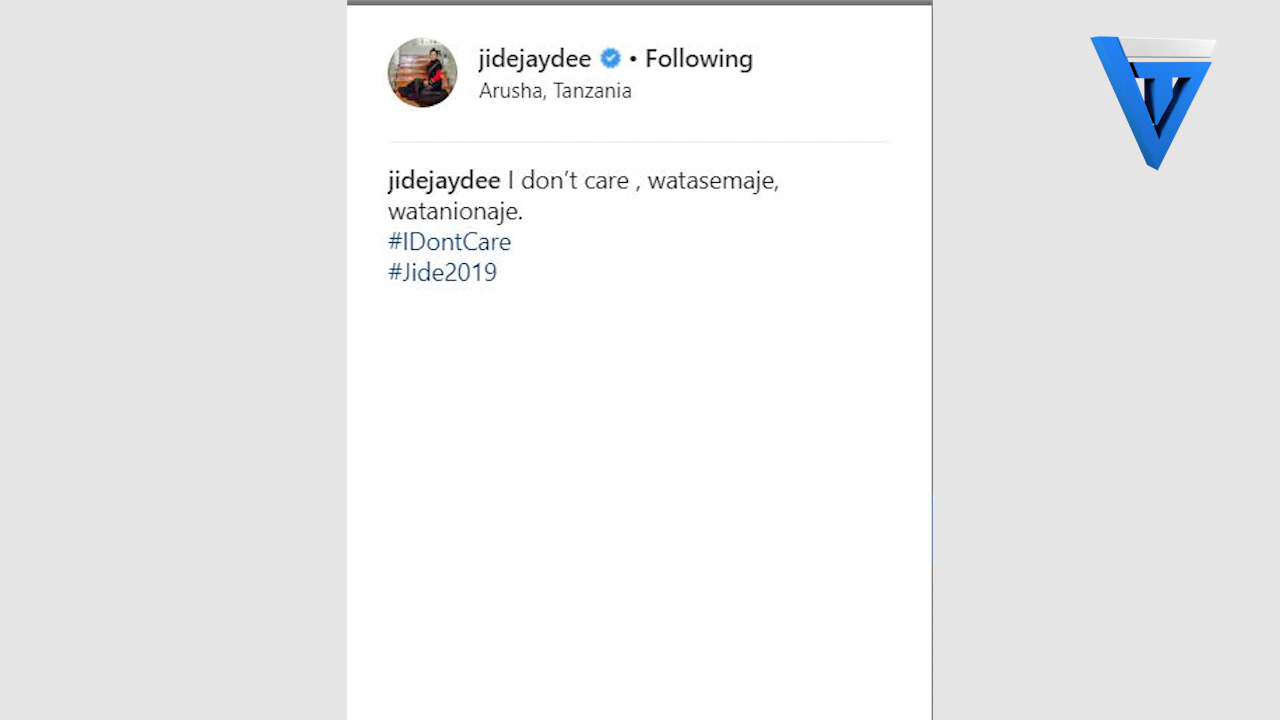 jidejaydee • Following
Arusha, Tanzania
jidejaydee I don’t care , watasemaje,
watanionaje.
#IDontCare
#Jide2019